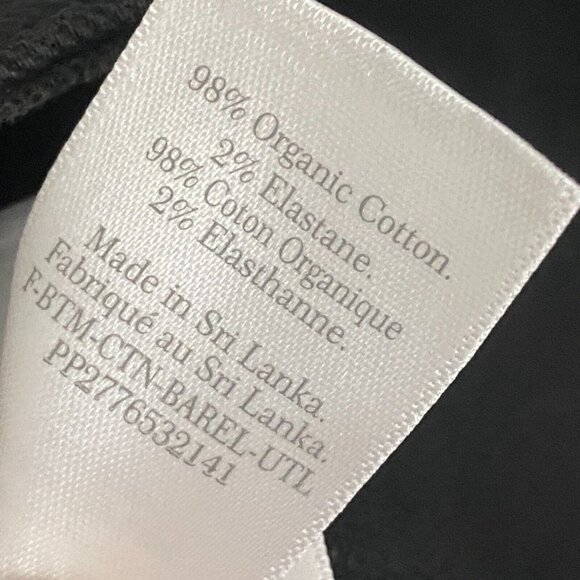 98% Organic Cotton.
2% Elastane.
98% Coton Organique
2% Elasthanne.
Made in Sri Lanka.
Fabriqué au Sri Lanka.
F-BTM-CTN-BAREL-UTL
PP2776532141